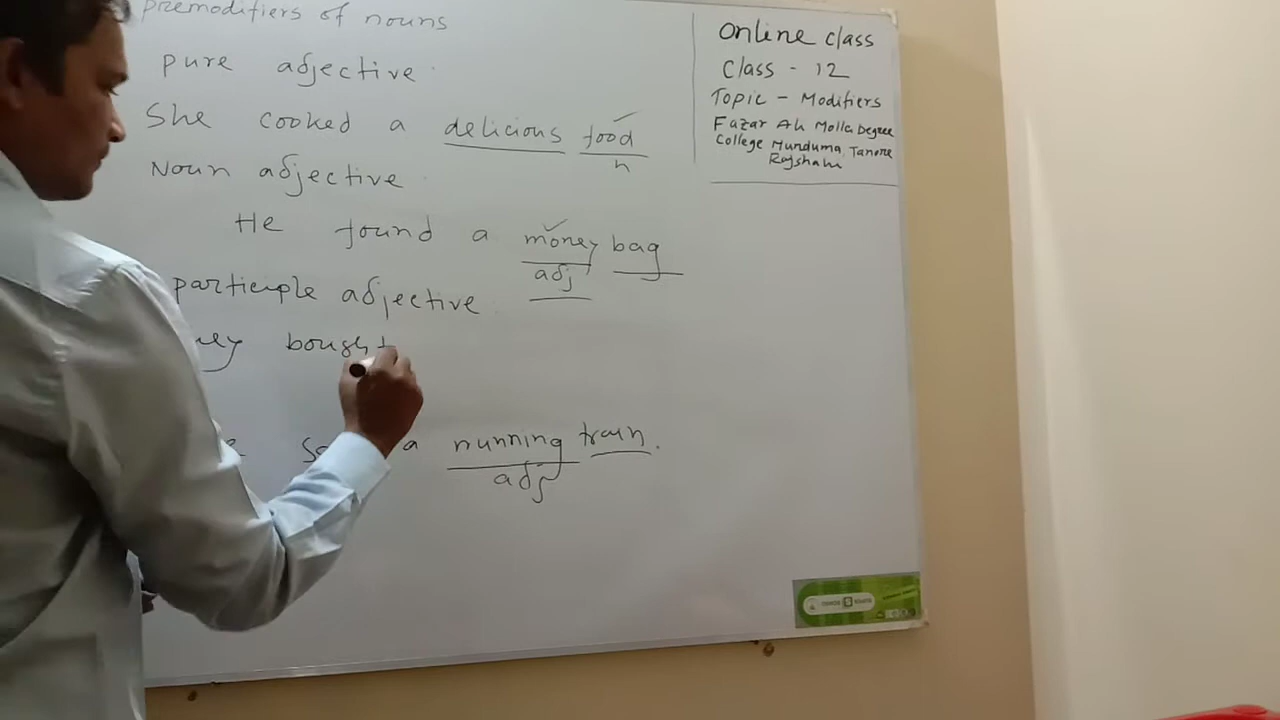 premodifiers of nouns
pure adjective
She cooked a delicious food
n
Noun adjective
He found a money bag
adj
participle adjective
bought
a running train.
adj
Online class
Class - 12
Topic - Modifiers
Fazar Ali Molla Degree
College Munduma, Tanore
Rajshahi